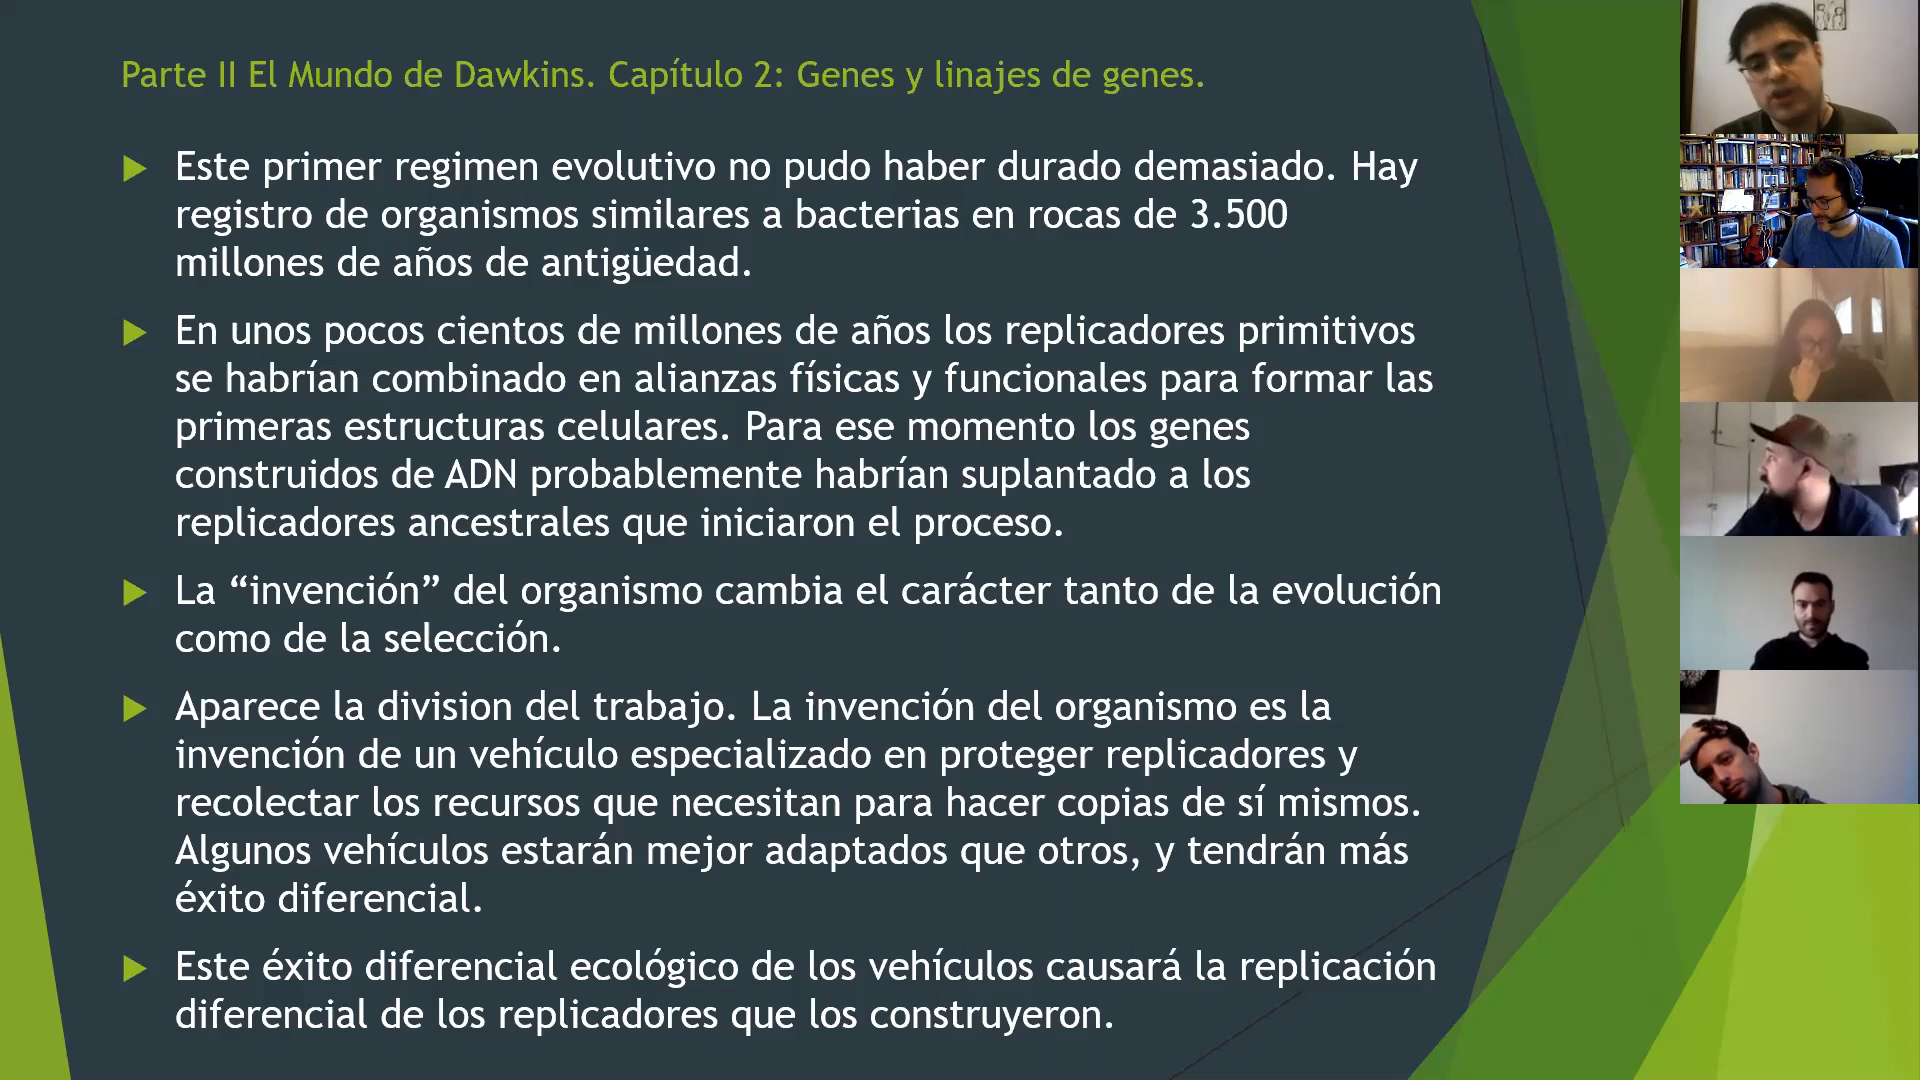 Parte II El Mundo de Dawkins. Capítulo 2: Genes y linajes de genes.
Este primer regimen evolutivo no pudo haber durado demasiado. Hay
registro de organismos similares a bacterias en rocas de 3.500
millones de años de antigüedad.
En unos pocos cientos de millones de años los replicadores primitivos
se habrían combinado en alianzas físicas y funcionales para formar las
primeras estructuras celulares. Para ese momento los genes
construidos de ADN probablemente habrían suplantado a los
replicadores ancestrales que iniciaron el proceso.
La “invención” del organismo cambia el carácter tanto de la evolución
como de la selección.
Aparece la division del trabajo. La invención del organismo es la
invención de un vehículo especializado en proteger replicadores y
recolectar los recursos que necesitan para hacer copias de sí mismos.
Algunos vehículos estarán mejor adaptados que otros, y tendrán más
éxito diferencial.
Este éxito diferencial ecológico de los vehículos causará la replicación
diferencial de los replicadores que los construyeron.